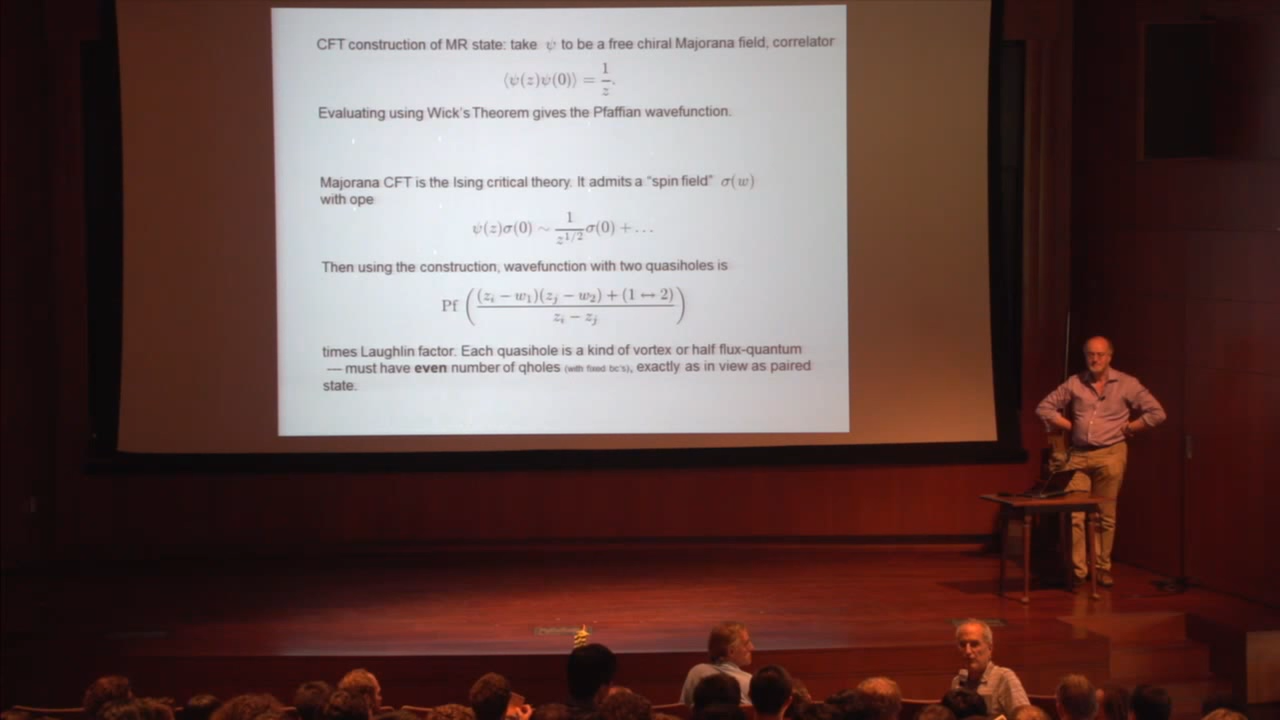 CFT construction of MR state: take ψ to be a free chiral Majorana field, correlator
⟨ψ(z)ψ(0)⟩ = 1/z.
Evaluating using Wick's Theorem gives the Pfaffian wavefunction.
Majorana CFT is the Ising critical theory. It admits a "spin field" σ(w)
with ope
ψ(z)σ(0) ∼ 1/z^{1/2} σ(0) + …
Then using the construction, wavefunction with two quasiholes is
Pf ( ((z_i − w_1)(z_j − w_2) + (1 ↔ 2)) / (z_i − z_j) )
times Laughlin factor. Each quasihole is a kind of vortex or half flux-quantum
— must have even number of qholes (with fixed bc's), exactly as in view as paired
state.